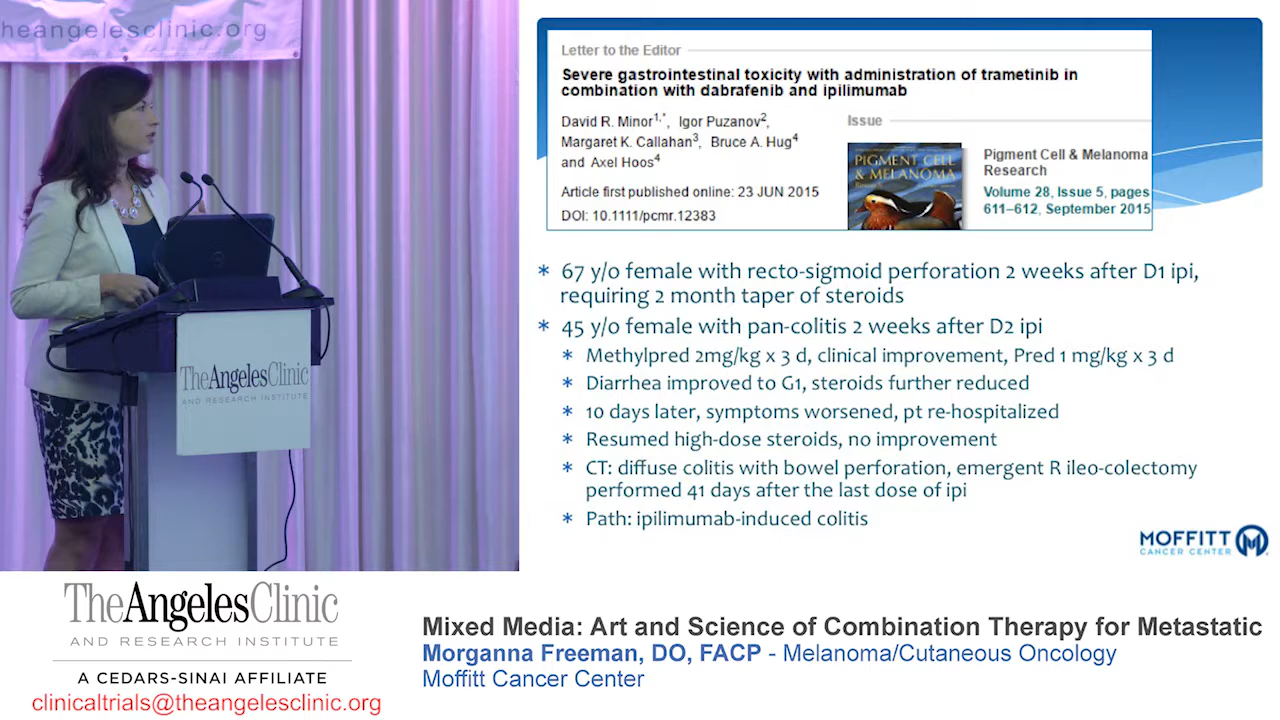 heangelesclinic.org
TheAngelesClinic
AND RESEARCH INSTITUTE
Letter to the Editor
Severe gastrointestinal toxicity with administration of trametinib in
combination with dabrafenib and ipilimumab
David R. Minor1,*, Igor Puzanov2,
Margaret K. Callahan3, Bruce A. Hug4
and Axel Hoos4
Article first published online: 23 JUN 2015
DOI: 10.1111/pcmr.12383
Issue
PIGMENT CELL
& MELANOMA
Pigment Cell & Melanoma
Research
Volume 28, Issue 5, pages
611–612, September 2015
* 67 y/o female with recto-sigmoid perforation 2 weeks after D1 ipi,
requiring 2 month taper of steroids
* 45 y/o female with pan-colitis 2 weeks after D2 ipi
* Methylpred 2mg/kg x 3 d, clinical improvement, Pred 1 mg/kg x 3 d
* Diarrhea improved to G1, steroids further reduced
* 10 days later, symptoms worsened, pt re-hospitalized
* Resumed high-dose steroids, no improvement
* CT: diffuse colitis with bowel perforation, emergent R ileo-colectomy
performed 41 days after the last dose of ipi
* Path: ipilimumab-induced colitis
MOFFITT
CANCER CENTER
TheAngelesClinic
AND RESEARCH INSTITUTE
A CEDARS-SINAI AFFILIATE
clinicaltrials@theangelesclinic.org
Mixed Media: Art and Science of Combination Therapy for Metastatic
Morganna Freeman, DO, FACP - Melanoma/Cutaneous Oncology
Moffitt Cancer Center